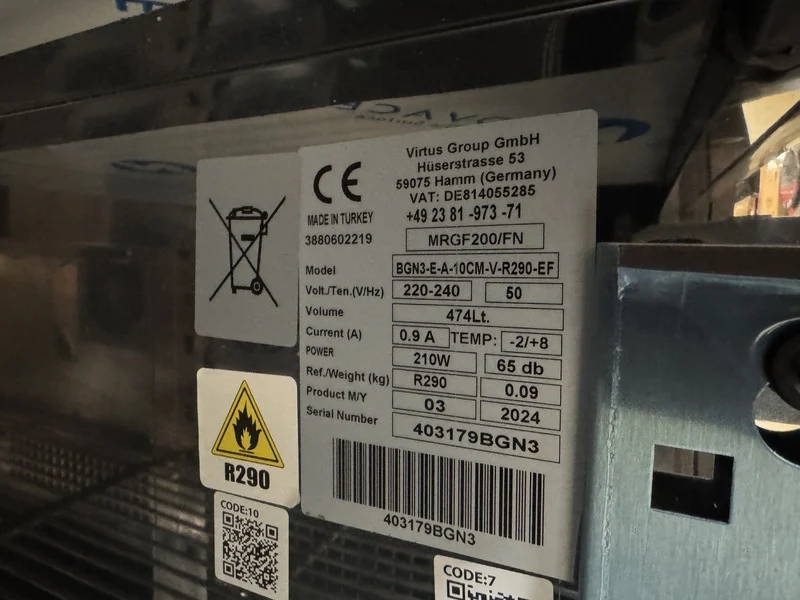 Virtus Group GmbH
Hüserstrasse 53
59075 Hamm (Germany)
VAT: DE814055285
+49 23 81 -973 -71
CE
MADE IN TURKEY
3880602219
MRGF200/FN
Model BGN3-E-A-10CM-V-R290-EF
Volt./Ten.(V/Hz) 220-240 50
Volume 474Lt.
Current (A) 0.9 A TEMP: -2/+8
POWER 210W 65 db
Ref./Weight (kg) R290 0.09
Product M/Y 03 2024
Serial Number 403179BGN3
403179BGN3
R290
CODE:10
CODE:7